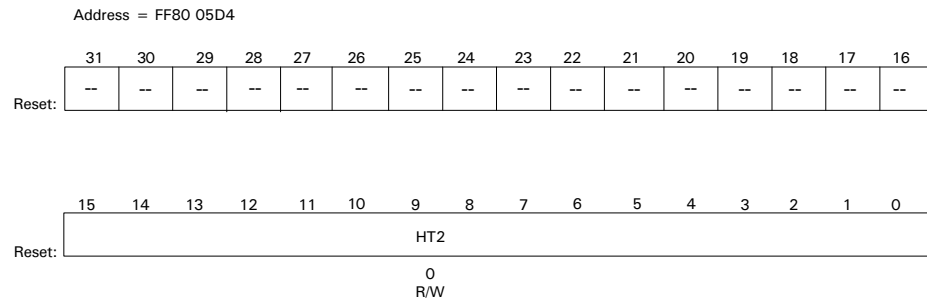 Address = FF80 05D4
31 30 29 28 27 26 25 24 23 22 21 20 19 18 17 16
Reset: -- -- -- -- -- -- -- -- -- -- -- -- -- -- -- --
15 14 13 12 11 10 9 8 7 6 5 4 3 2 1 0
HT2
Reset:
0
R/W